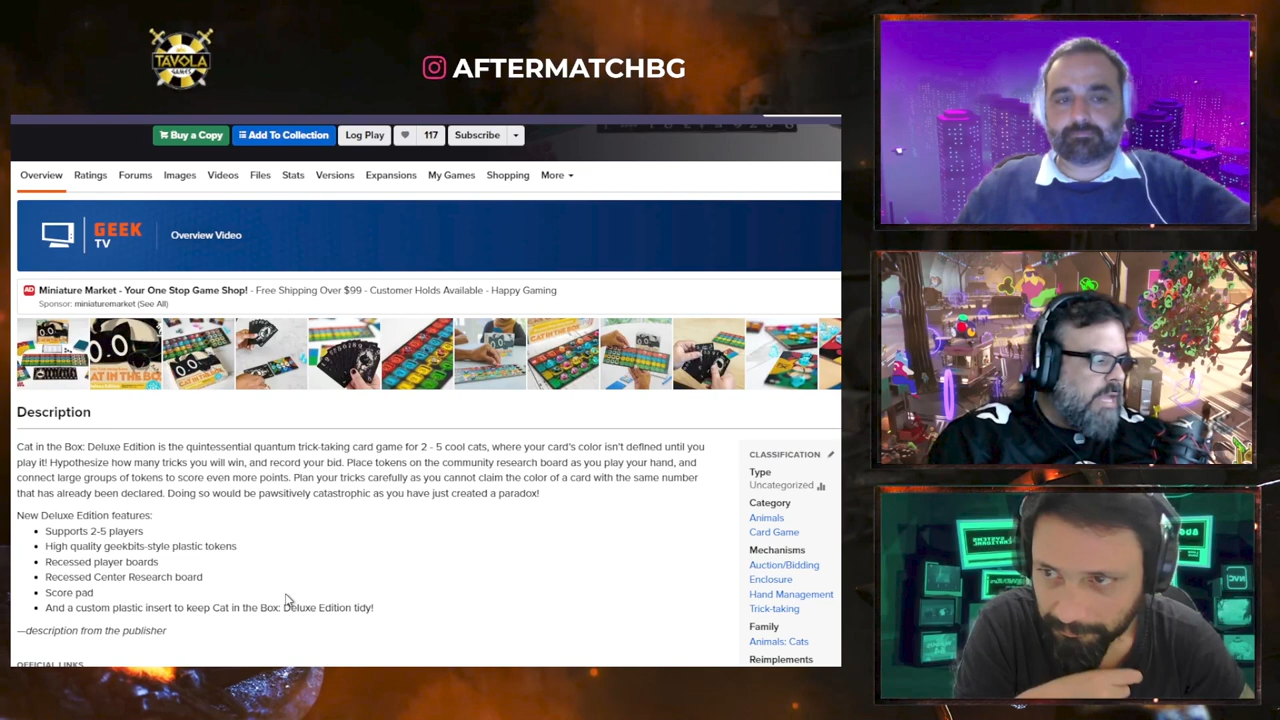 TAVOLA
GAMES
AFTERMATCHBG
Buy a Copy
Add To Collection
Log Play
117
Subscribe
Overview
Ratings
Forums
Images
Videos
Files
Stats
Versions
Expansions
My Games
Shopping
More
GEEK
TV
Overview Video
AD Miniature Market - Your One Stop Game Shop! - Free Shipping Over $99 - Customer Holds Available - Happy Gaming
Sponsor: miniaturemarket (See All)
Description
Cat in the Box: Deluxe Edition is the quintessential quantum trick-taking card game for 2 - 5 cool cats, where your card's color isn't defined until you
play it! Hypothesize how many tricks you will win, and record your bid. Place tokens on the community research board as you play your hand, and
connect large groups of tokens to score even more points. Plan your tricks carefully as you cannot claim the color of a card with the same number
that has already been declared. Doing so would be pawsitively catastrophic as you have just created a paradox!
New Deluxe Edition features:
• Supports 2-5 players
• High quality geekbits-style plastic tokens
• Recessed player boards
• Recessed Center Research board
• Score pad
• And a custom plastic insert to keep Cat in the Box: Deluxe Edition tidy!
—description from the publisher
OFFICIAL LINKS
CLASSIFICATION
Type
Uncategorized
Category
Animals
Card Game
Mechanisms
Auction/Bidding
Enclosure
Hand Management
Trick-taking
Family
Animals: Cats
Reimplements